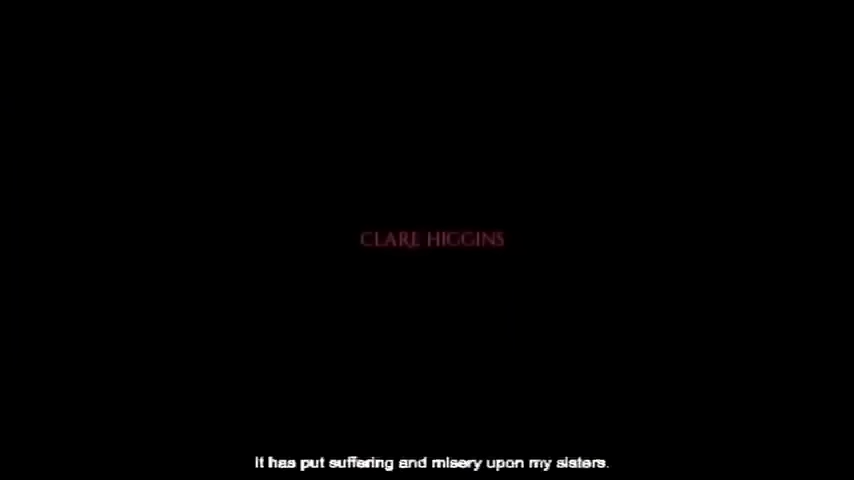 CLARE HIGGINS
It has put suffering and misery upon my sisters.